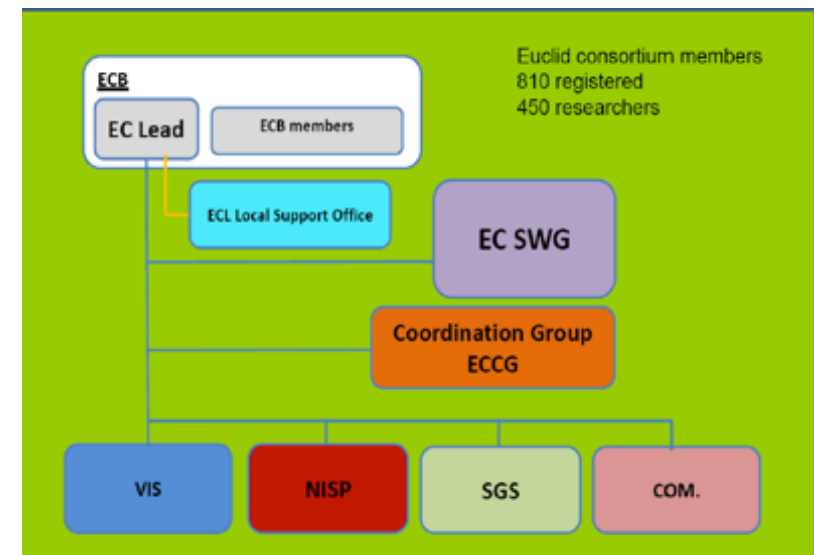 Euclid consortium members
810 registered
450 researchers
ECB
EC Lead
ECB members
ECL Local Support Office
EC SWG
Coordination Group
ECCG
VIS
NISP
SGS
COM.